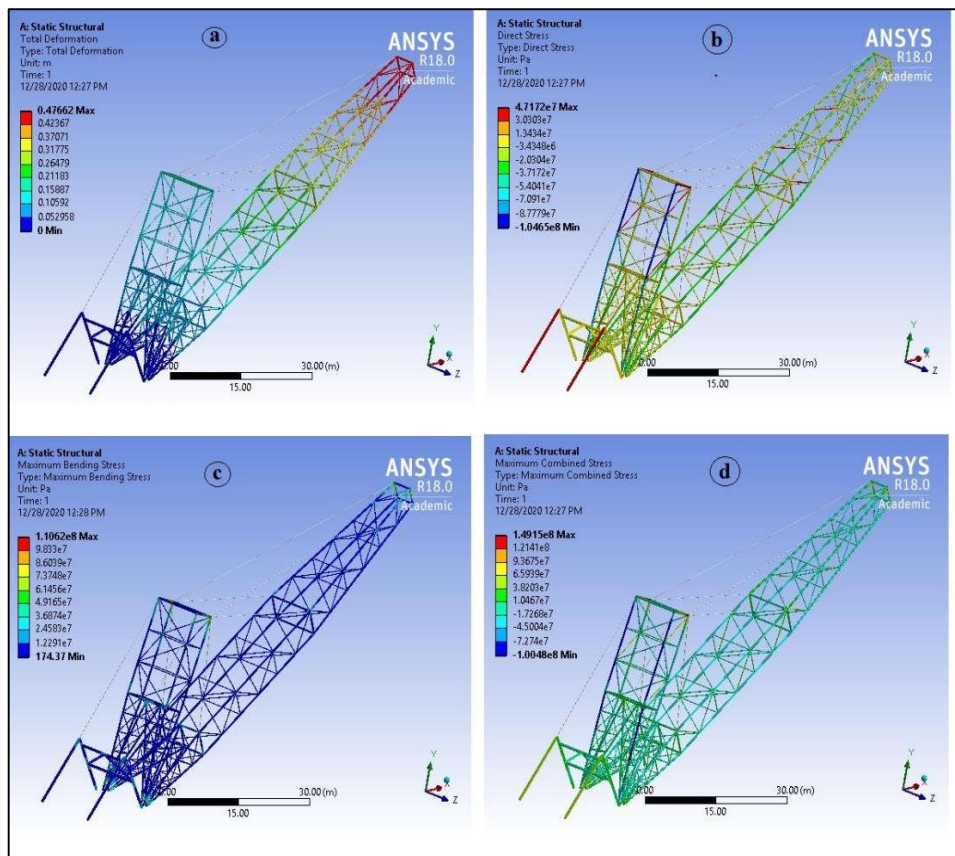 A: Static Structural
Total Deformation
Type: Total Deformation
Unit: m
Time: 1
12/28/2020 12:27 PM
a
ANSYS
R18.0
Academic
0.47662 Max
0.42367
0.37071
0.31775
0.26479
0.21183
0.15887
0.10592
0.052958
0 Min
30.00 (m)
15.00
Y
X
Z
A: Static Structural
Direct Stress
Type: Direct Stress
Unit: Pa
Time: 1
12/28/2020 12:27 PM
b
ANSYS
R18.0
Academic
4.7172e7 Max
3.0303e7
1.3434e7
-3.4348e6
-2.0304e7
-3.7172e7
-5.4041e7
-7.091e7
-8.7779e7
-1.0465e8 Min
30.00 (m)
15.00
Y
X
Z
A: Static Structural
Maximum Bending Stress
Type: Maximum Bending Stress
Unit: Pa
Time: 1
12/28/2020 12:28 PM
c
ANSYS
R18.0
Academic
1.1062e8 Max
9.833e7
8.6039e7
7.3748e7
6.1456e7
4.9165e7
3.6874e7
2.4583e7
1.2291e7
174.37 Min
30.00 (m)
15.00
Y
X
Z
A: Static Structural
Maximum Combined Stress
Type: Maximum Combined Stress
Unit: Pa
Time: 1
12/28/2020 12:27 PM
d
ANSYS
R18.0
Academic
1.4915e8 Max
1.2141e8
9.3675e7
6.5939e7
3.8203e7
1.0467e7
-1.7268e7
-4.5004e7
-7.274e7
-1.0048e8 Min
30.00 (m)
15.00
Y
X
Z